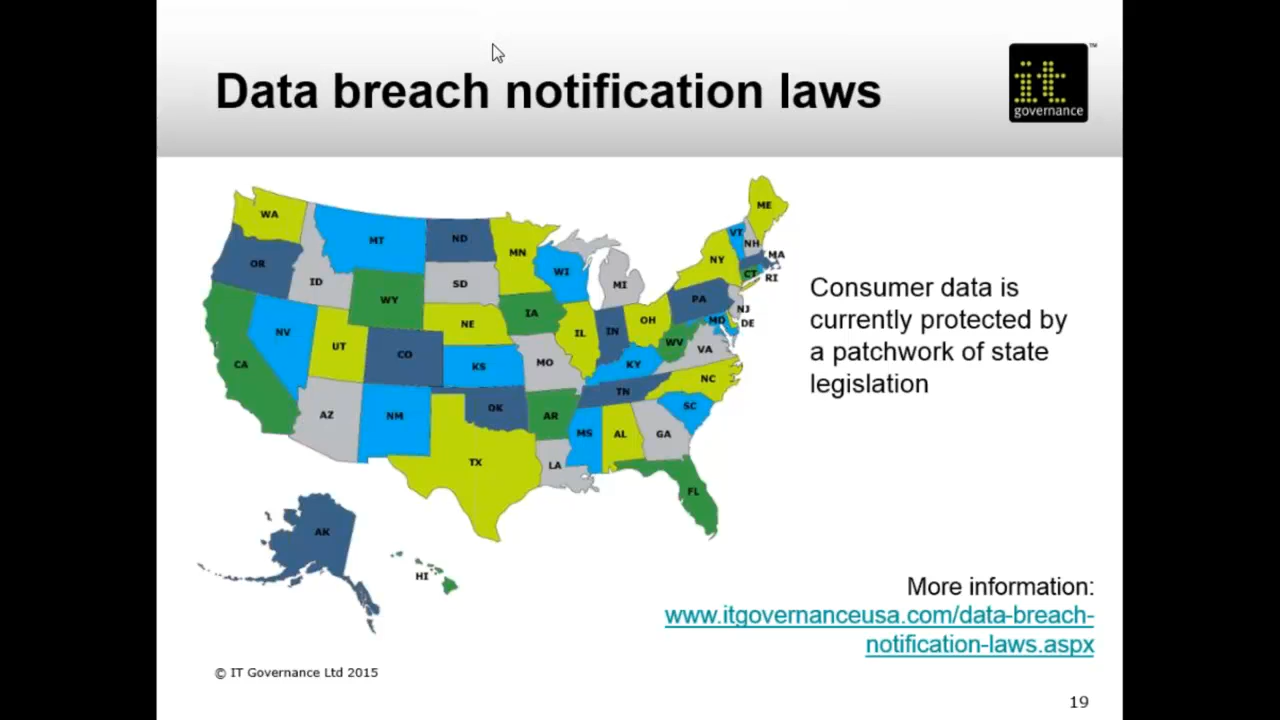 Data breach notification laws
it
governance
™
WA
MT
ND
MN
ME
VT
NH
OR
ID
SD
WI
MI
NY
MA
CT
RI
WY
NE
IA
PA
NJ
NV
UT
CO
IL
IN
OH
MD
DE
CA
KS
MO
KY
WV
VA
AZ
NM
OK
AR
TN
NC
TX
LA
MS
AL
GA
SC
FL
AK
HI
Consumer data is
currently protected by
a patchwork of state
legislation
More information:
www.itgovernanceusa.com/data-breach-
notification-laws.aspx
© IT Governance Ltd 2015
19